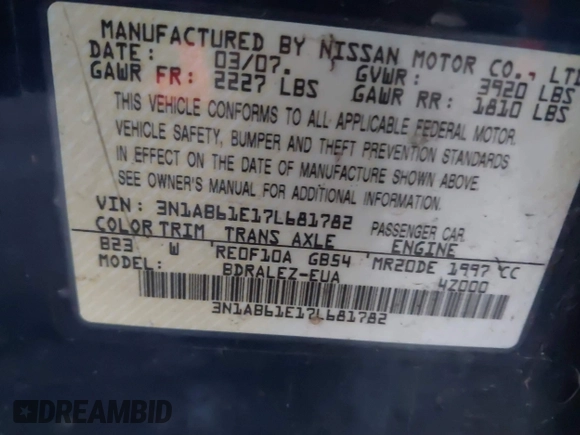 MANUFACTURED BY NISSAN MOTOR CO., LTD
DATE: 03/07. GVWR: 3920 LBS
GAWR FR: 2227 LBS GAWR RR: 1810 LBS
THIS VEHICLE CONFORMS TO ALL APPLICABLE FEDERAL MOTOR
VEHICLE SAFETY, BUMPER AND THEFT PREVENTION STANDARDS
IN EFFECT ON THE DATE OF MANUFACTURE SHOWN ABOVE.
SEE OWNER'S MANUAL FOR ADDITIONAL INFORMATION.
VIN: 3N1AB61E17L681782 PASSENGER CAR
COLOR TRIM TRANS AXLE ENGINE
B23 W RE0F10A GB54 MR20DE 1997 CC
MODEL: BDRALEZ-EUA 4Z000
3N1AB61E17L681782
DREAMBID